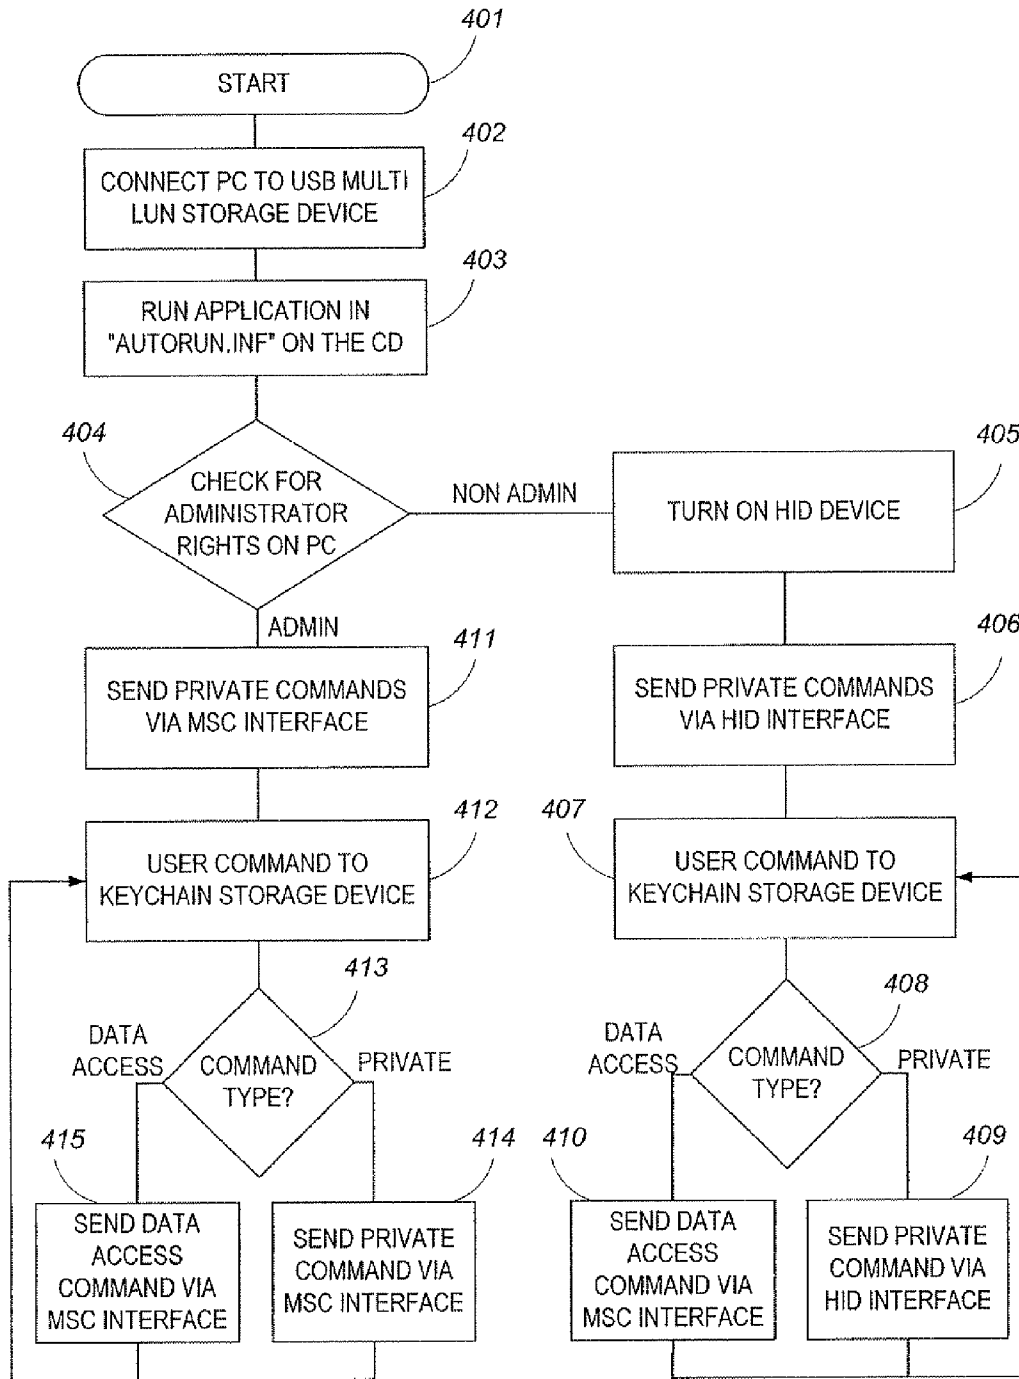 401
START
402
CONNECT PC TO USB MULTI
LUN STORAGE DEVICE
403
RUN APPLICATION IN
"AUTORUN.INF" ON THE CD
404
CHECK FOR
ADMINISTRATOR
RIGHTS ON PC
NON ADMIN
405
TURN ON HID DEVICE
ADMIN
411
SEND PRIVATE COMMANDS
VIA MSC INTERFACE
406
SEND PRIVATE COMMANDS
VIA HID INTERFACE
412
USER COMMAND TO
KEYCHAIN STORAGE DEVICE
407
USER COMMAND TO
KEYCHAIN STORAGE DEVICE
413
DATA
ACCESS
COMMAND
TYPE?
PRIVATE
408
DATA
ACCESS
COMMAND
TYPE?
PRIVATE
415
SEND DATA
ACCESS
COMMAND VIA
MSC INTERFACE
414
SEND PRIVATE
COMMAND VIA
MSC INTERFACE
410
SEND DATA
ACCESS
COMMAND VIA
MSC INTERFACE
409
SEND PRIVATE
COMMAND VIA
HID INTERFACE